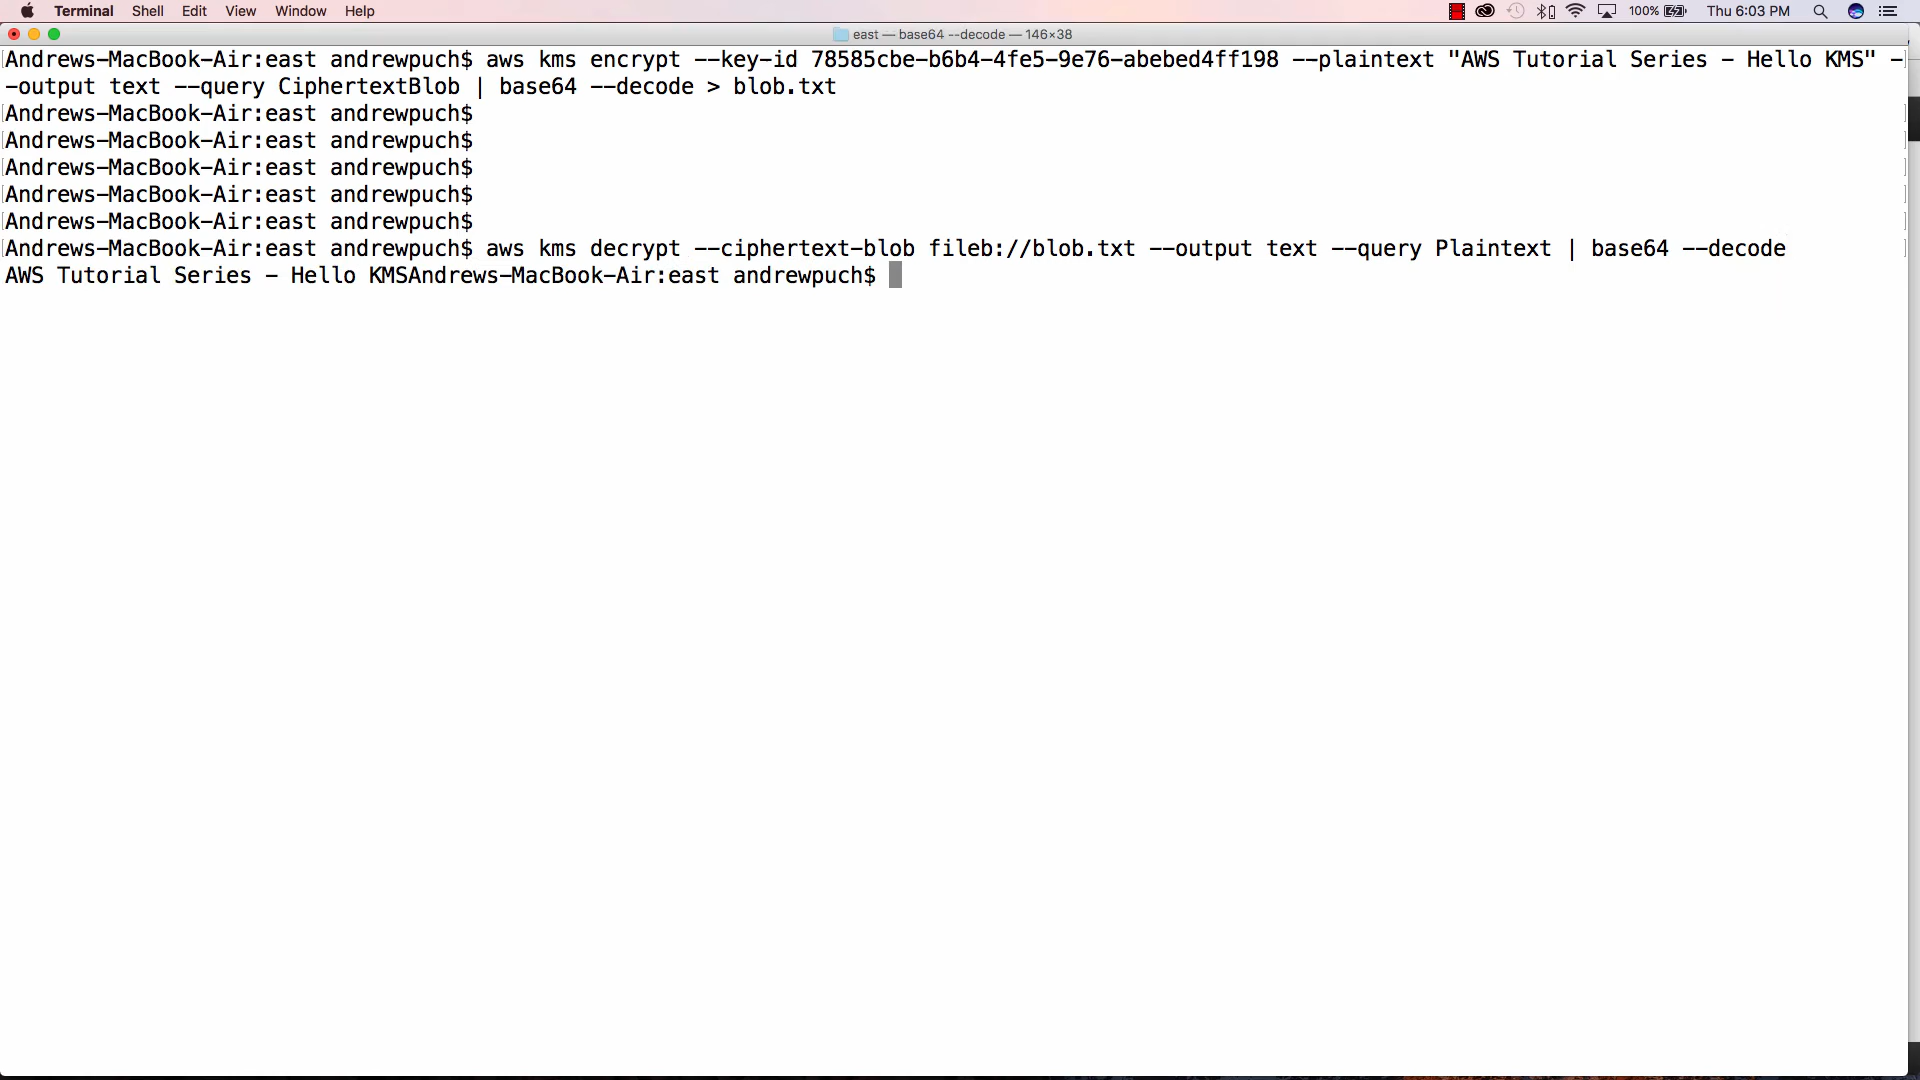 Terminal Shell Edit View Window Help 100% Thu 6:03 PM
east — base64 --decode — 146×38
Andrews-MacBook-Air:east andrewpuch$ aws kms encrypt --key-id 78585cbe-b6b4-4fe5-9e76-abebed4ff198 --plaintext "AWS Tutorial Series - Hello KMS" -
-output text --query CiphertextBlob | base64 --decode > blob.txt
Andrews-MacBook-Air:east andrewpuch$
Andrews-MacBook-Air:east andrewpuch$
Andrews-MacBook-Air:east andrewpuch$
Andrews-MacBook-Air:east andrewpuch$
Andrews-MacBook-Air:east andrewpuch$
Andrews-MacBook-Air:east andrewpuch$ aws kms decrypt --ciphertext-blob fileb://blob.txt --output text --query Plaintext | base64 --decode
AWS Tutorial Series - Hello KMSAndrews-MacBook-Air:east andrewpuch$